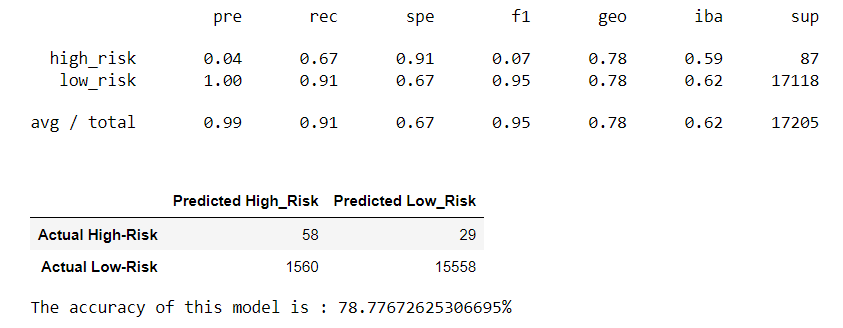 pre rec spe f1 geo iba sup
high_risk 0.04 0.67 0.91 0.07 0.78 0.59 87
low_risk 1.00 0.91 0.67 0.95 0.78 0.62 17118
avg / total 0.99 0.91 0.67 0.95 0.78 0.62 17205
Predicted High_Risk Predicted Low_Risk
Actual High-Risk 58 29
Actual Low-Risk 1560 15558
The accuracy of this model is : 78.77672625306695%